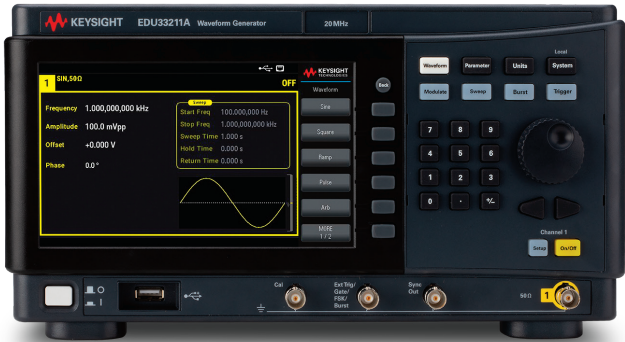 KEYSIGHT EDU33211A Waveform Generator 20 MHz
1 SIN,50Ω OFF
KEYSIGHT
TECHNOLOGIES
Waveform
Frequency 1.000,000,000 kHz
Amplitude 100.0 mVpp
Offset +0.000 V
Phase 0.0 °
Sweep
Start Freq 100.000,000 Hz
Stop Freq 1.000,000,000 kHz
Sweep Time 1.000 s
Hold Time 0.000 s
Return Time 0.000 s
Sine
Square
Ramp
Pulse
Arb
MORE
1 / 2
Back
Local
Waveform Parameter Units System
Modulate Sweep Burst Trigger
7 8 9
4 5 6
1 2 3
0 . +/-
Channel 1
Setup On/Off
Cal
Ext Trig/
Gate/
FSK/
Burst
Sync
Out
50 Ω 1